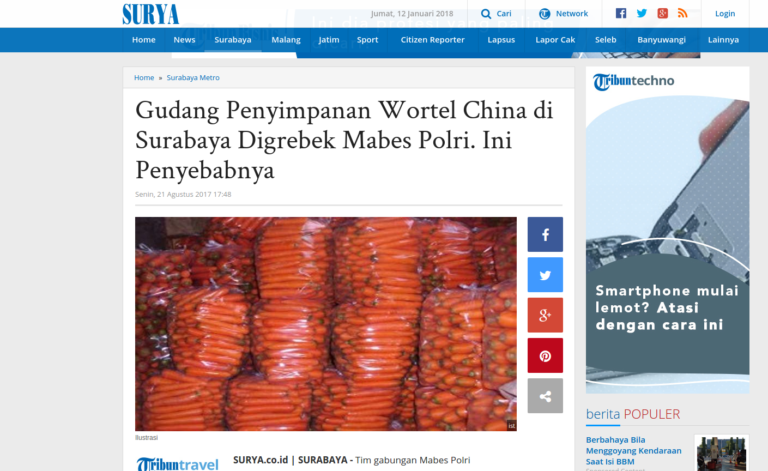 SURYA
Jumat, 12 Januari 2018
Cari
Network
Login
Home
News
Surabaya
Malang
Jatim
Sport
Citizen Reporter
Lapsus
Lapor Cak
Seleb
Banyuwangi
Lainnya
Home » Surabaya Metro
Gudang Penyimpanan Wortel China di
Surabaya Digrebek Mabes Polri. Ini
Penyebabnya
Senin, 21 Agustus 2017 17:48
ist
Ilustrasi
Tribuntravel
SURYA.co.id | SURABAYA - Tim gabungan Mabes Polri
Tribuntechno
Smartphone mulai
lemot? Atasi
dengan cara ini
berita POPULER
Berbahaya Bila
Menggoyang Kendaraan
Saat Isi BBM